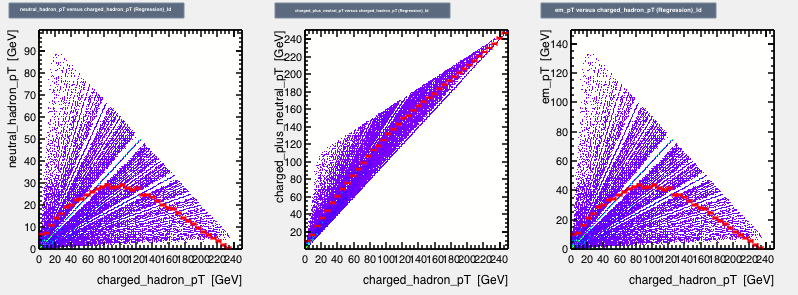 neutral_hadron_pT versus charged_hadron_pT (Regression)_Id
charged_plus_neutral_pT versus charged_hadron_pT (Regression)_Id
em_pT versus charged_hadron_pT (Regression)_Id
neutral_hadron_pT [GeV]
90
80
70
60
50
40
30
20
10
0
0 20 40 60 80 100 120 140 160 180 200 220 240
charged_hadron_pT [GeV]
charged_plus_neutral_pT [GeV]
240
220
200
180
160
140
120
100
80
60
40
20
0 20 40 60 80 100 120 140 160 180 200 220 240
charged_hadron_pT [GeV]
em_pT [GeV]
140
120
100
80
60
40
20
0
0 20 40 60 80 100 120 140 160 180 200 220 240
charged_hadron_pT [GeV]